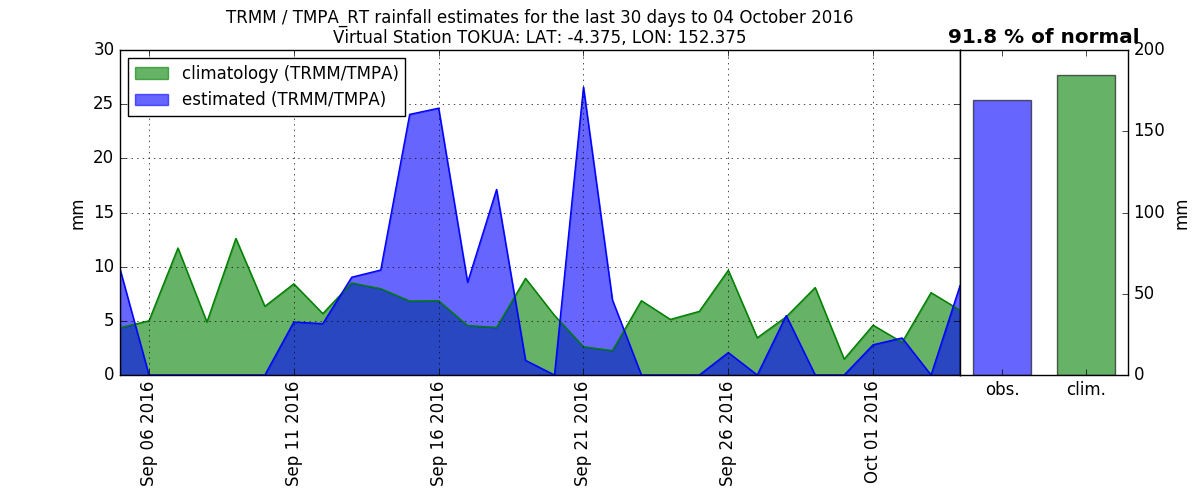 TRMM / TMPA_RT rainfall estimates for the last 30 days to 04 October 2016
Virtual Station TOKUA: LAT: -4.375, LON: 152.375
91.8 % of normal
climatology (TRMM/TMPA)
estimated (TRMM/TMPA)
30
25
20
15
10
5
0
mm
200
150
100
50
0
mm
Sep 06 2016
Sep 11 2016
Sep 16 2016
Sep 21 2016
Sep 26 2016
Oct 01 2016
obs.
clim.